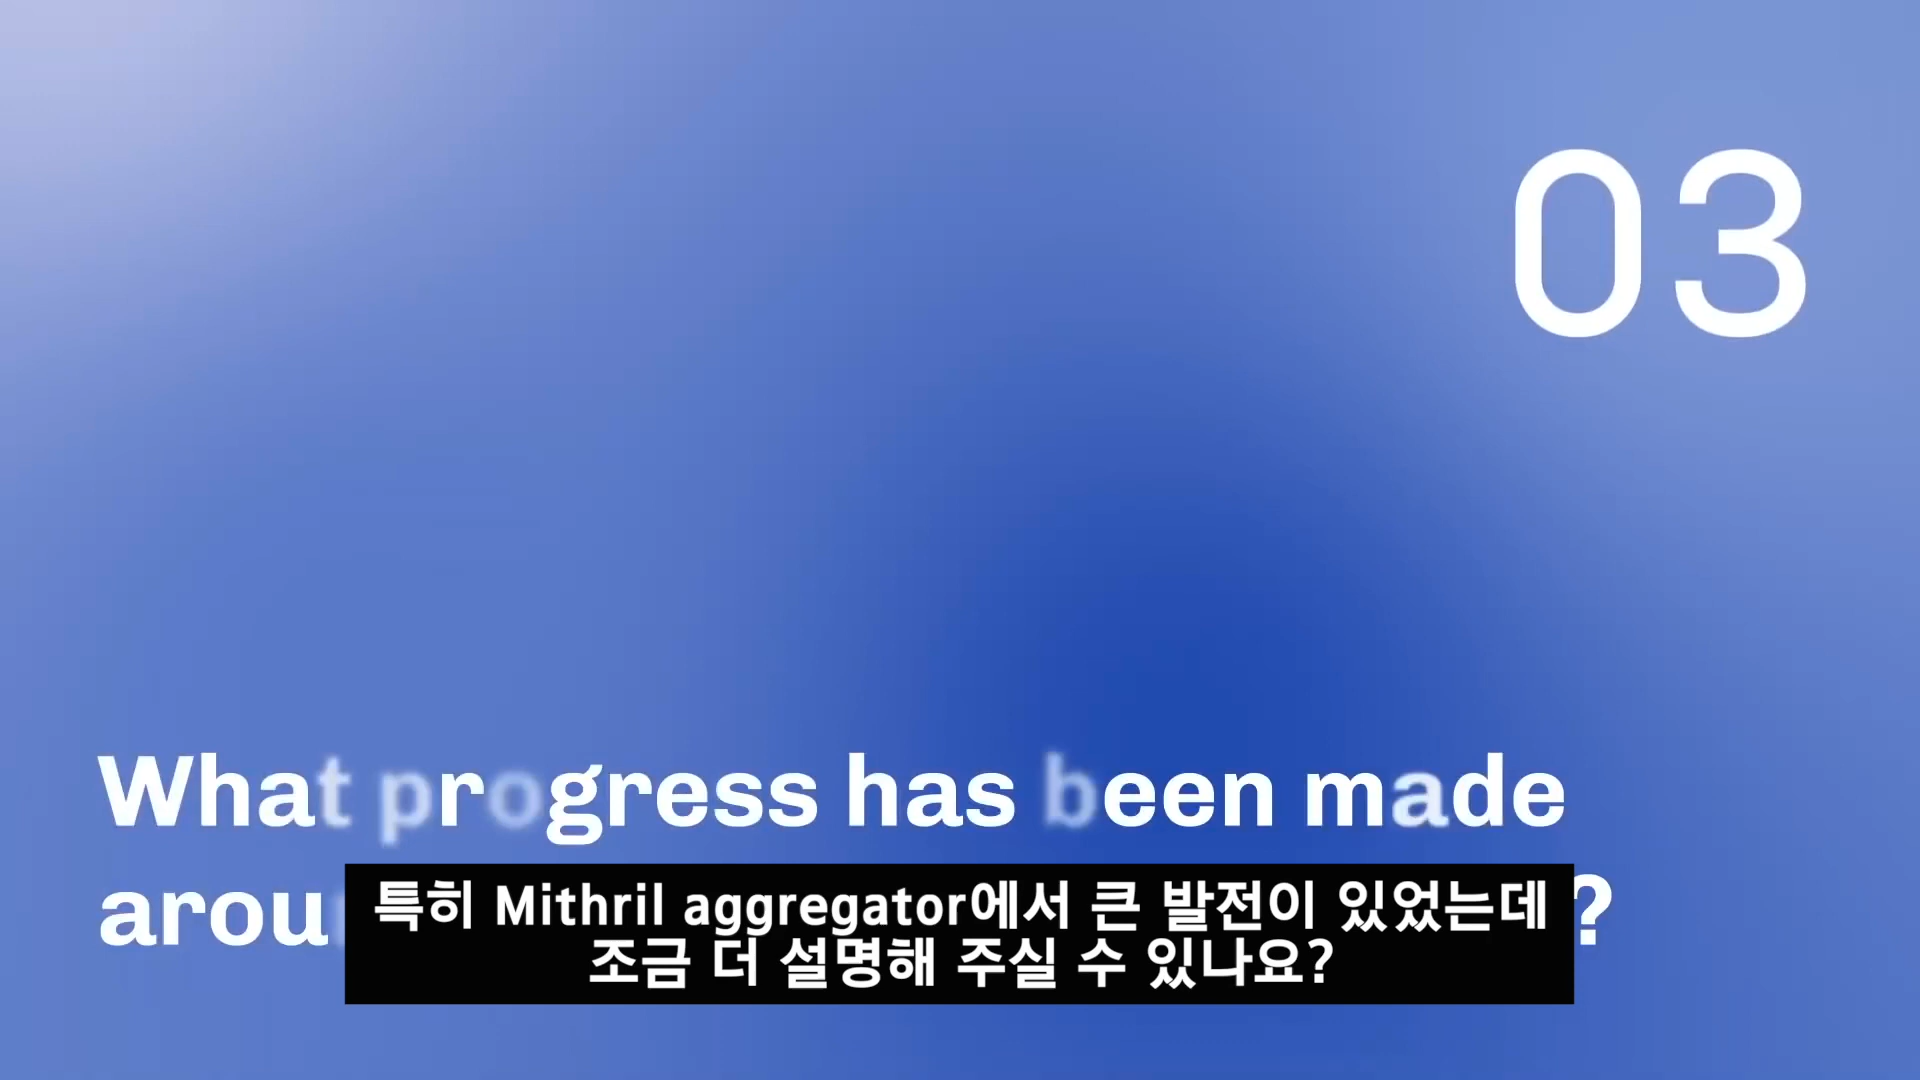 03
What progress has been made
특히 Mithril aggregator에서 큰 발전이 있었는데
조금 더 설명해 주실 수 있나요?